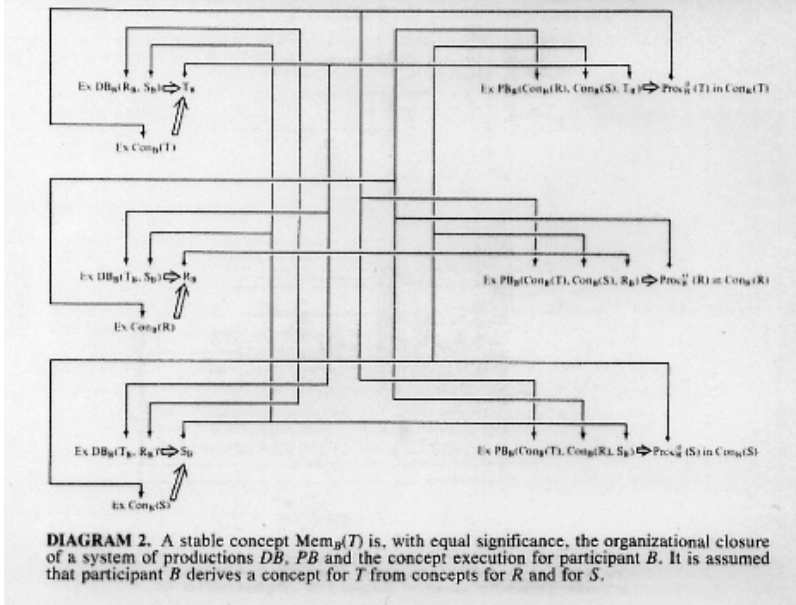 Ex DB_B(R_B, S_B) ⇨ T_B
Ex PB_B(Con_B(R), Con_B(S), T_B) ⇨ Proc_B (T) in Con_B(T)
Ex Con_B(T)
Ex DB_B(T_B, S_B) ⇨ R_B
Ex PB_B(Con_B(T), Con_B(S), R_B) ⇨ Proc_B (R) in Con_B(R)
Ex Con_B(R)
Ex DB_B(T_B, R_B) ⇨ S_B
Ex PB_B(Con_B(T), Con_B(R), S_B) ⇨ Proc_B (S) in Con_B(S)
Ex Con_B(S)
DIAGRAM 2. A stable concept Mem_B(T) is, with equal significance, the organizational closure
of a system of productions DB, PB and the concept execution for participant B. It is assumed
that participant B derives a concept for T from concepts for R and for S.